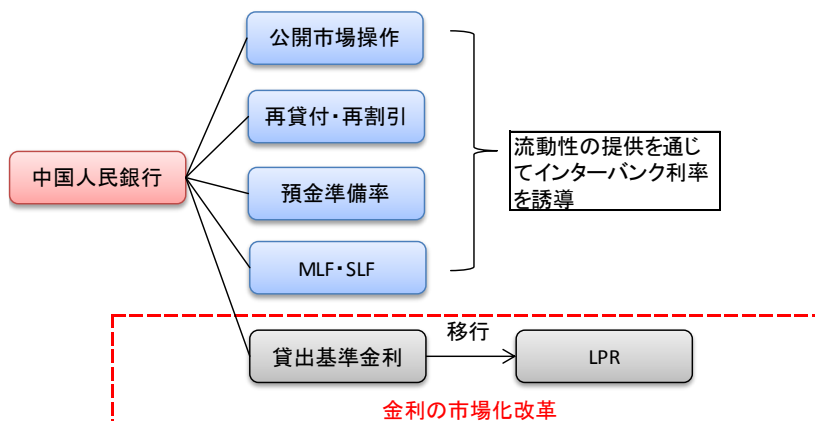 公開市場操作
再貸付・再割引
中国人民銀行
流動性の提供を通じ
てインターバンク利率
を誘導
預金準備率
MLF・SLF
移行
貸出基準金利
LPR
金利の市場化改革